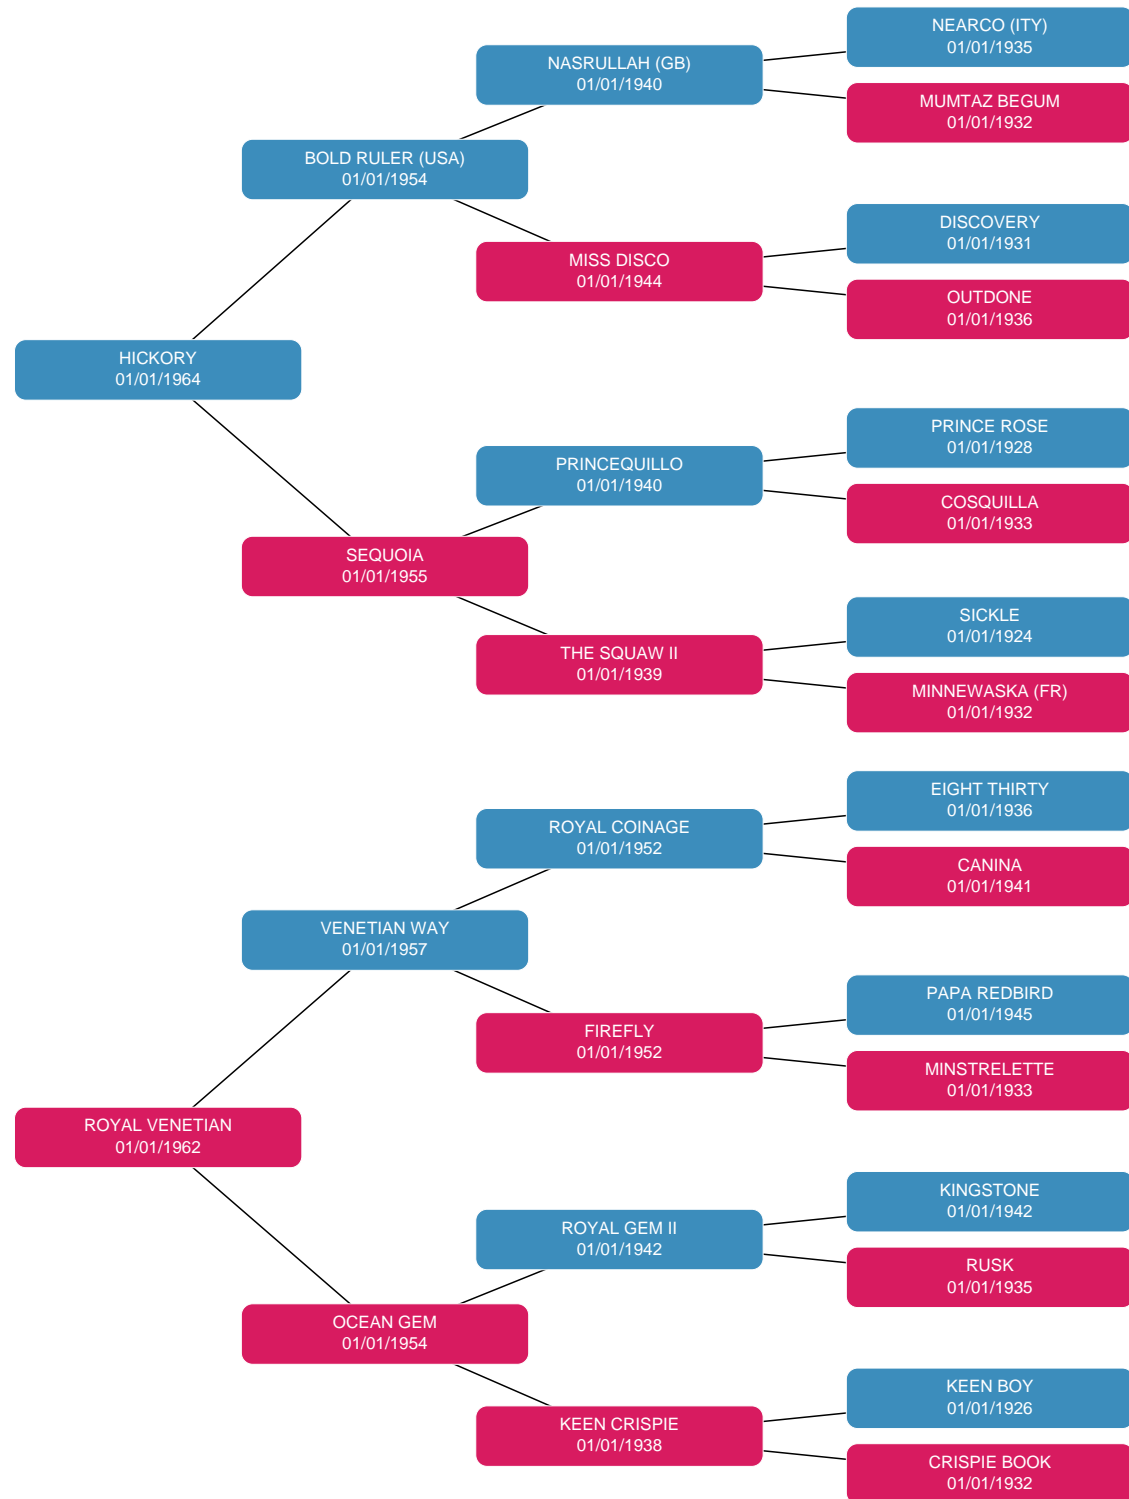 NEARCO (ITY)
01/01/1935
NASRULLAH (GB)
01/01/1940
MUMTAZ BEGUM
01/01/1932
BOLD RULER (USA)
01/01/1954
DISCOVERY
01/01/1931
MISS DISCO
01/01/1944
OUTDONE
01/01/1936
HICKORY
01/01/1964
PRINCE ROSE
01/01/1928
PRINCEQUILLO
01/01/1940
COSQUILLA
01/01/1933
SEQUOIA
01/01/1955
SICKLE
01/01/1924
THE SQUAW II
01/01/1939
MINNEWASKA (FR)
01/01/1932
EIGHT THIRTY
01/01/1936
ROYAL COINAGE
01/01/1952
CANINA
01/01/1941
VENETIAN WAY
01/01/1957
PAPA REDBIRD
01/01/1945
FIREFLY
01/01/1952
MINSTRELETTE
01/01/1933
ROYAL VENETIAN
01/01/1962
KINGSTONE
01/01/1942
ROYAL GEM II
01/01/1942
RUSK
01/01/1935
OCEAN GEM
01/01/1954
KEEN BOY
01/01/1926
KEEN CRISPIE
01/01/1938
CRISPIE BOOK
01/01/1932